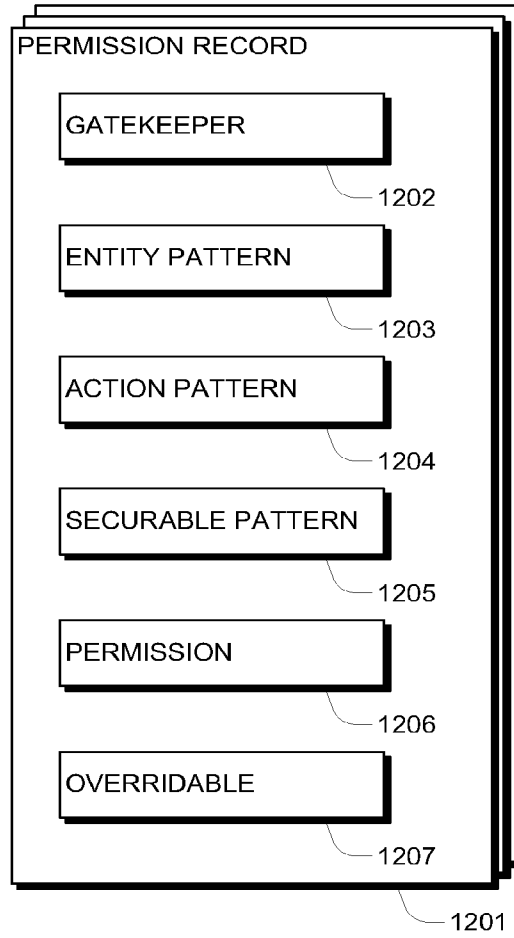 PERMISSION RECORD
GATEKEEPER
1202
ENTITY PATTERN
1203
ACTION PATTERN
1204
SECURABLE PATTERN
1205
PERMISSION
1206
OVERRIDABLE
1207
1201